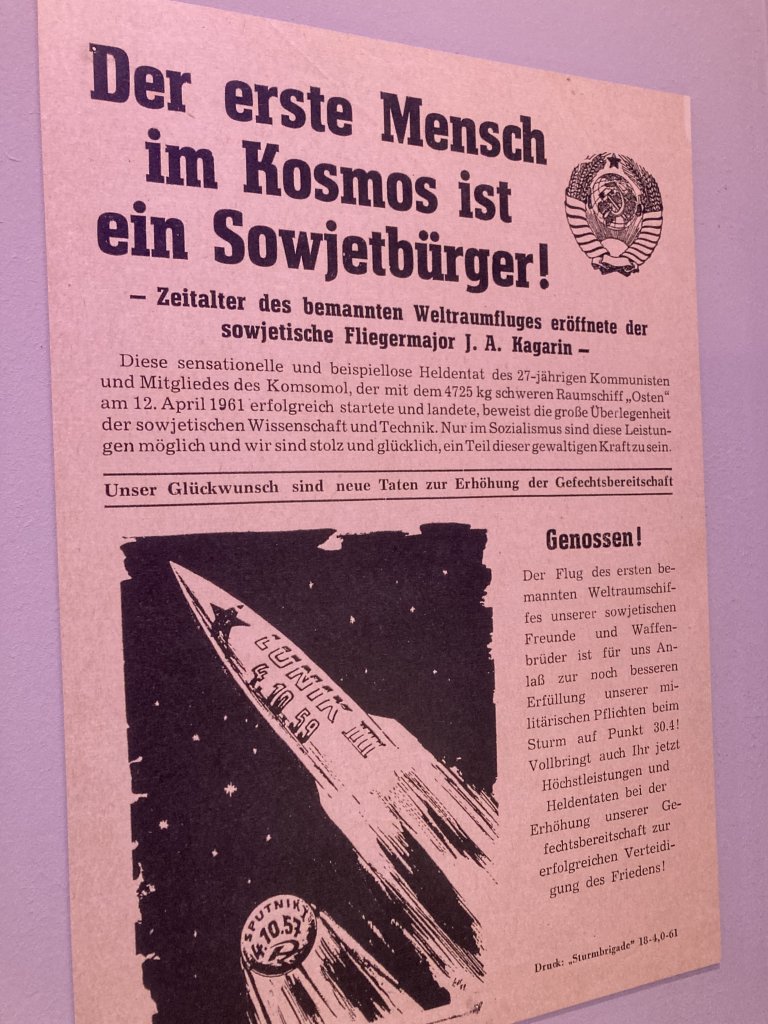 Der erste Mensch
im Kosmos ist
ein Sowjetbürger!
– Zeitalter des bemannten Weltraumfluges eröffnete der
sowjetische Fliegermajor J. A. Kagarin –
Diese sensationelle und beispiellose Heldentat des 27-jährigen Kommunisten
und Mitgliedes des Komsomol, der mit dem 4725 kg schweren Raumschiff „Osten“
am 12. April 1961 erfolgreich startete und landete, beweist die große Überlegenheit
der sowjetischen Wissenschaft und Technik. Nur im Sozialismus sind diese Leistun-
gen möglich und wir sind stolz und glücklich, ein Teil dieser gewaltigen Kraft zu sein.
Unser Glückwunsch sind neue Taten zur Erhöhung der Gefechtsbereitschaft
LUNIK III
4.10.59
SPUTNIK I
4.10.57
Genossen!
Der Flug des ersten be-
mannten Weltraumschif-
fes unserer sowjetischen
Freunde und Waffen-
brüder ist für uns An-
laß zur noch besseren
Erfüllung unserer mi-
litärischen Pflichten beim
Sturm auf Punkt 30.4!
Vollbringt auch Ihr jetzt
Höchstleistungen und
Heldentaten bei der
Erhöhung unserer Ge-
fechtsbereitschaft zur
erfolgreichen Verteidi-
gung des Friedens!
Druck: „Sturmbrigade“ 18-4,0-61